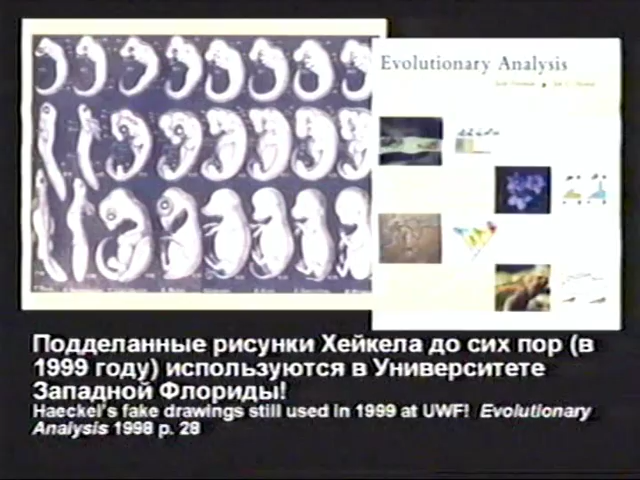 Evolutionary Analysis
Подделанные рисунки Хейкела до сих пор (в
1999 году) используются в Университете
Западной Флориды!
Haeckel's fake drawings still used in 1999 at UWF! Evolutionary
Analysis 1998 p. 28